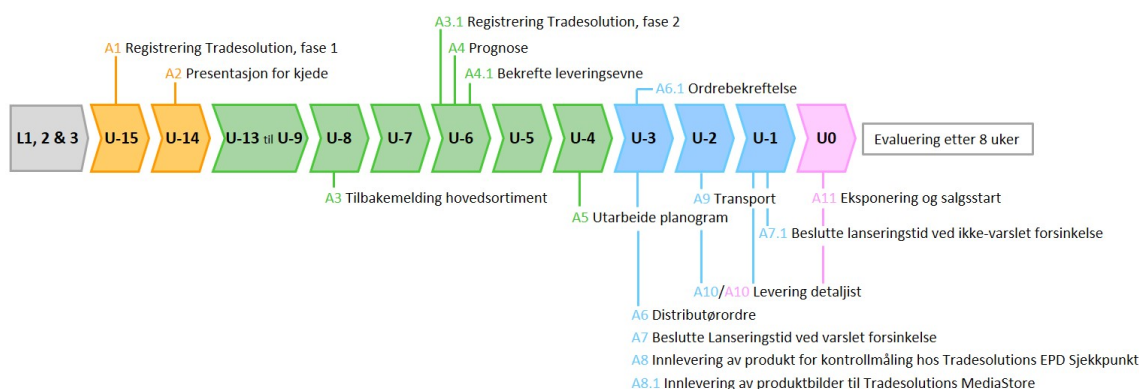 A3.1 Registrering Tradesolution, fase 2
A1 Registrering Tradesolution, fase 1
A4 Prognose
A2 Presentasjon for kjede
A4.1 Bekrefte leveringsevne
A6.1 Ordrebekreftelse
L1, 2 & 3 U-15 U-14 U-13 til U-9 U-8 U-7 U-6 U-5 U-4 U-3 U-2 U-1 U0 Evaluering etter 8 uker
A3 Tilbakemelding hovedsortiment
A9 Transport
A11 Eksponering og salgsstart
A5 Utarbeide planogram
A7.1 Beslutte lanseringstid ved ikke-varslet forsinkelse
A10/A10 Levering detaljist
A6 Distributørordre
A7 Beslutte Lanseringstid ved varslet forsinkelse
A8 Innlevering av produkt for kontrollmåling hos Tradesolutions EPD Sjekkpunkt
A8.1 Innlevering av produktbilder til Tradesolutions MediaStore